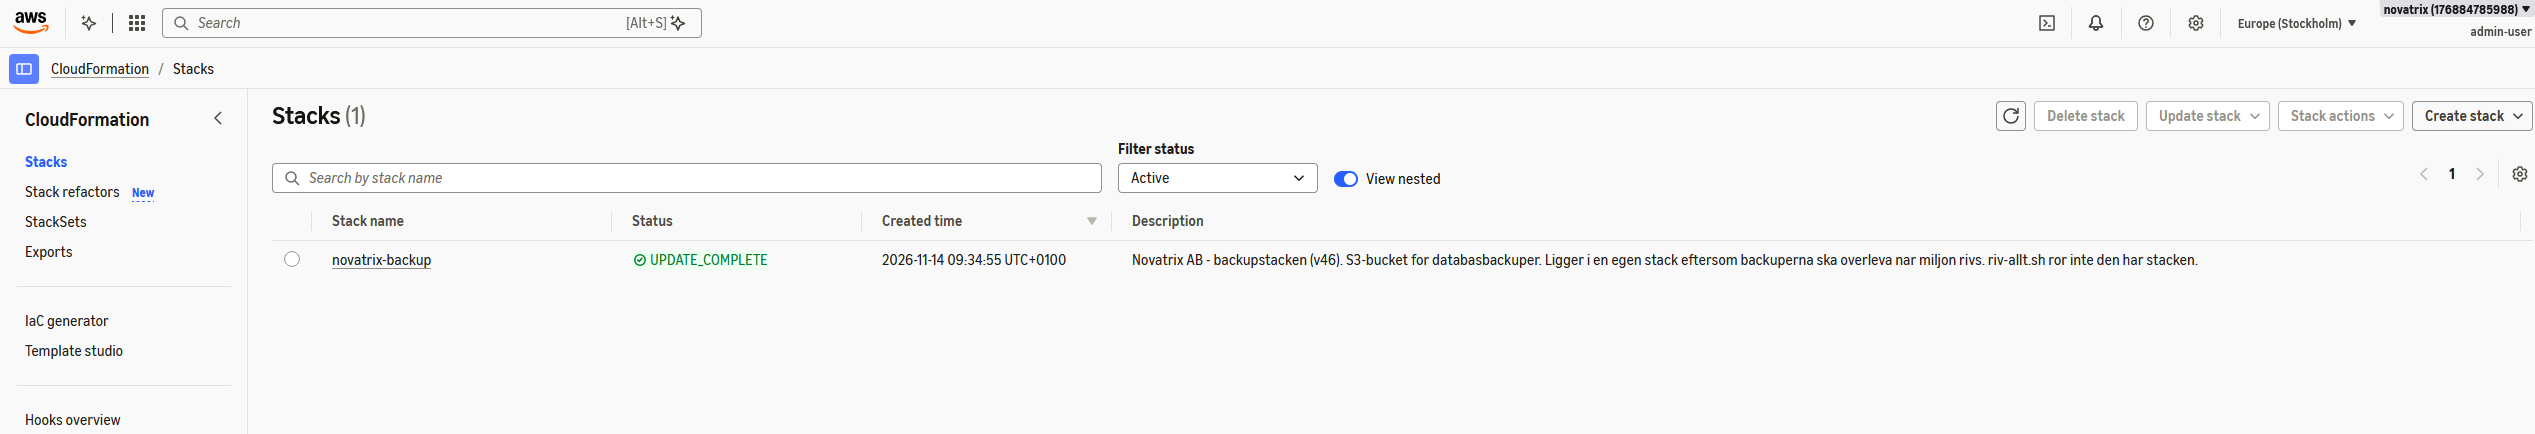 aws
Search [Alt+S]
Europe (Stockholm)
novatrix (176884785988)
admin-user
CloudFormation / Stacks
CloudFormation
Stacks
Stack refactors New
StackSets
Exports
IaC generator
Template studio
Hooks overview
Stacks (1)
Delete stack
Update stack
Stack actions
Create stack
Filter status
Search by stack name
Active
View nested
1
Stack name Status Created time Description
novatrix-backup UPDATE_COMPLETE 2026-11-14 09:34:55 UTC+0100 Novatrix AB - backupstacken (v46). S3-bucket for databasbackuper. Ligger i en egen stack eftersom backuperna ska overleva nar miljon rivs. riv-allt.sh ror inte den har stacken.